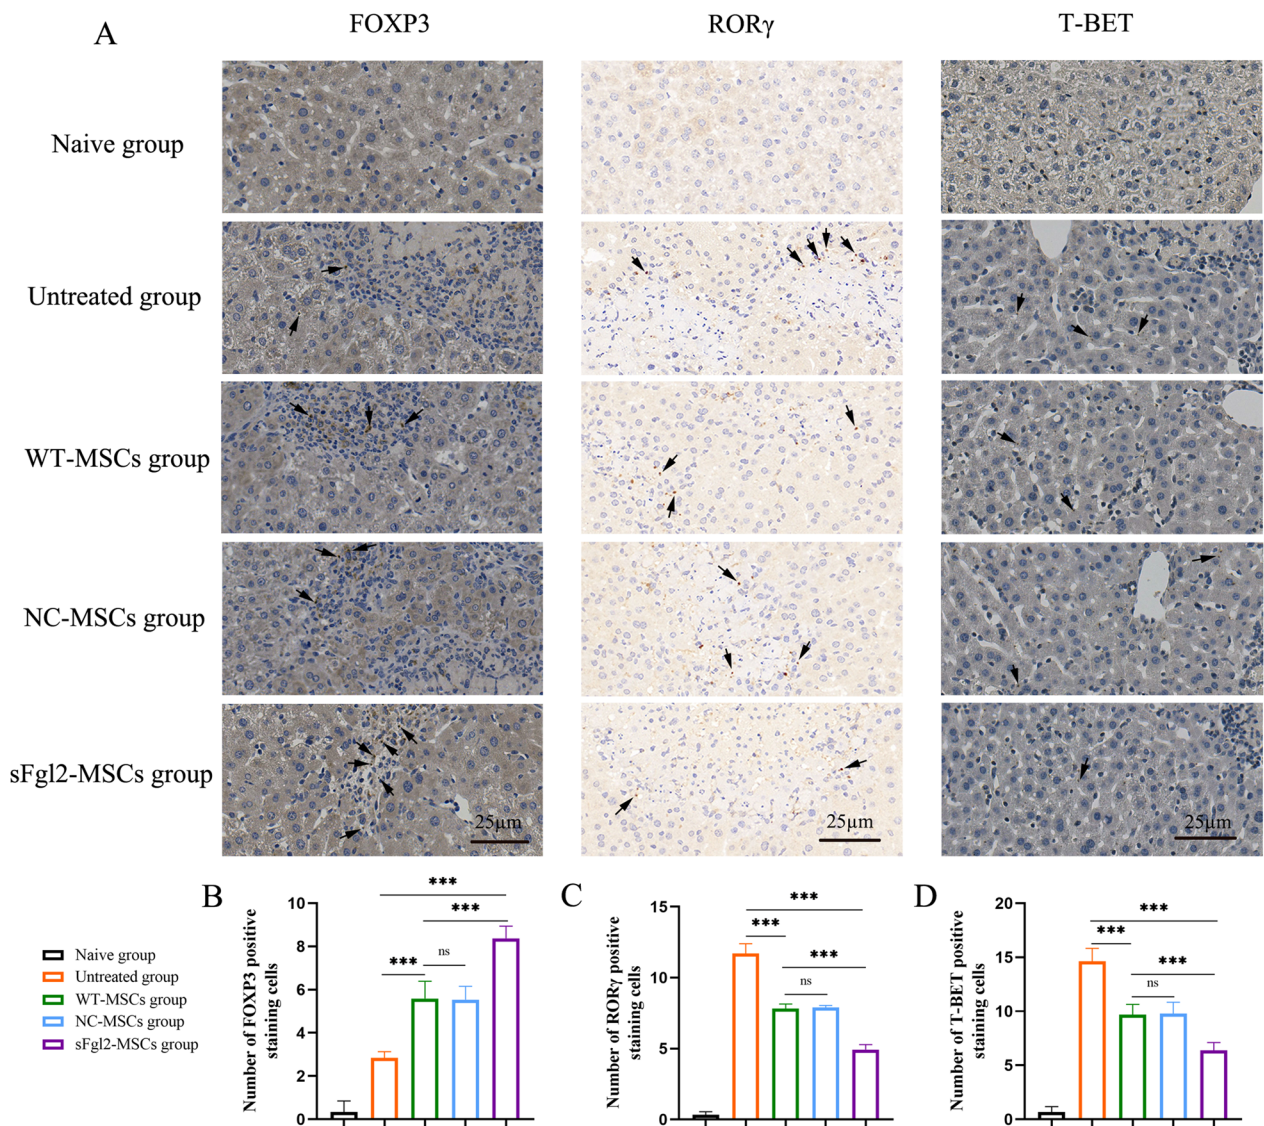 A
FOXP3
RORγ
T-BET
Naive group
Untreated group
WT-MSCs group
NC-MSCs group
sFgl2-MSCs group
25μm
25μm
25μm
B
Number of FOXP3 positive
staining cells
10
8
6
4
2
0
***
***
***
ns
C
Number of RORγ positive
staining cells
15
10
5
0
***
***
***
ns
D
Number of T-BET positive
staining cells
20
15
10
5
0
***
***
***
ns
Naive group
Untreated group
WT-MSCs group
NC-MSCs group
sFgl2-MSCs group